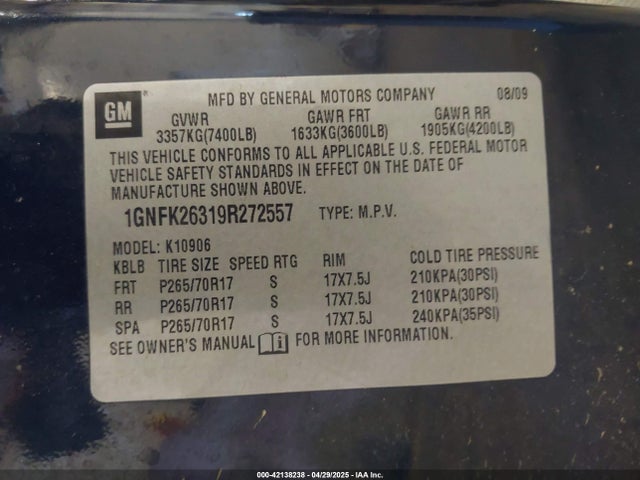 GM
MFD BY GENERAL MOTORS COMPANY 08/09
GVWR GAWR FRT GAWR RR
3357KG(7400LB) 1633KG(3600LB) 1905KG(4200LB)
THIS VEHICLE CONFORMS TO ALL APPLICABLE U.S. FEDERAL MOTOR
VEHICLE SAFETY STANDARDS IN EFFECT ON THE DATE OF
MANUFACTURE SHOWN ABOVE.
1GNFK26319R272557 TYPE: M.P.V.
MODEL: K10906
KBLB TIRE SIZE SPEED RTG RIM COLD TIRE PRESSURE
FRT P265/70R17 S 17X7.5J 210KPA(30PSI)
RR P265/70R17 S 17X7.5J 210KPA(30PSI)
SPA P265/70R17 S 17X7.5J 240KPA(35PSI)
SEE OWNER'S MANUAL FOR MORE INFORMATION.
000-42138238 - 04/29/2025 - IAA Inc.